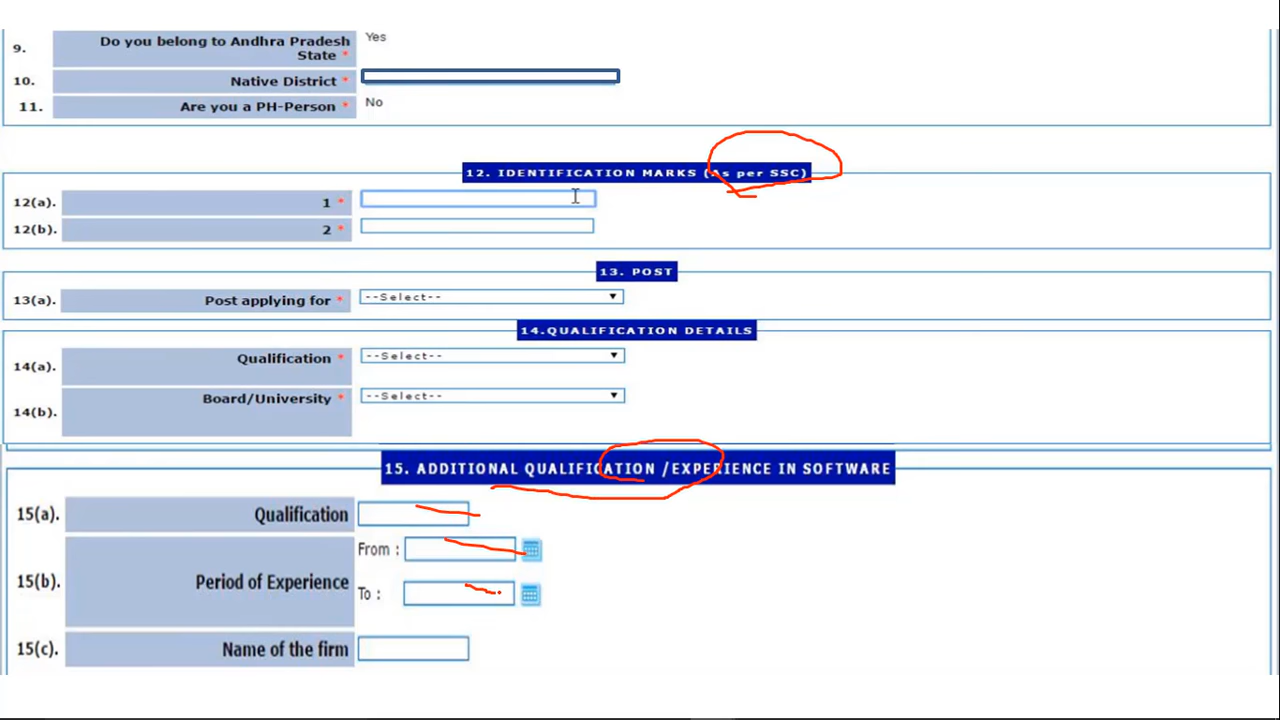 9. Do you belong to Andhra Pradesh State * Yes
10. Native District *
11. Are you a PH-Person * No
12. IDENTIFICATION MARKS (As per SSC)
12(a). 1 *
12(b). 2 *
13. POST
13(a). Post applying for * --Select--
14.QUALIFICATION DETAILS
14(a). Qualification * --Select--
14(b). Board/University * --Select--
15. ADDITIONAL QUALIFICATION /EXPERIENCE IN SOFTWARE
15(a). Qualification
15(b). Period of Experience From :
To :
15(c). Name of the firm